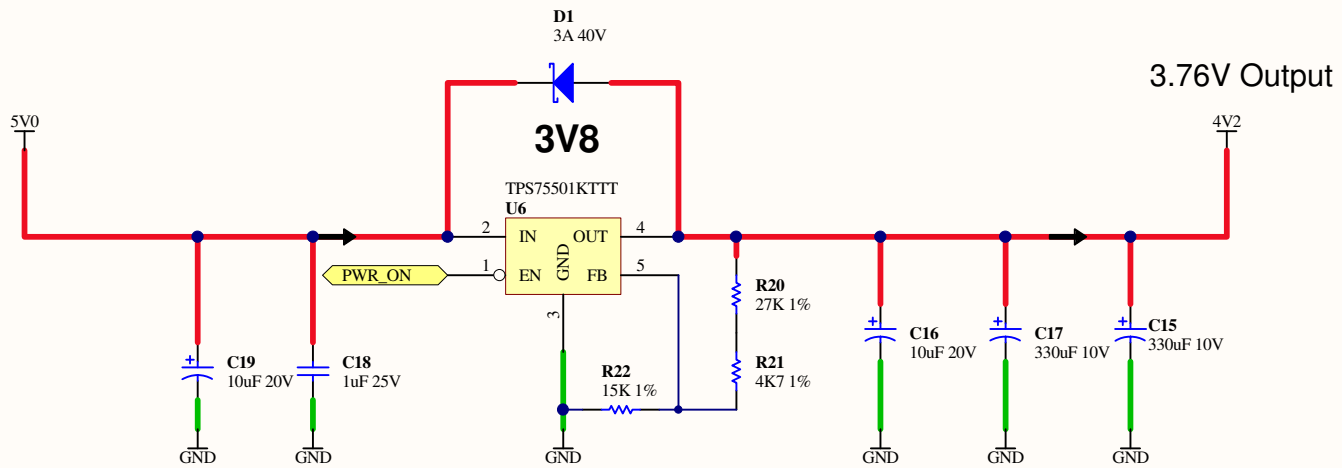 D1
3A 40V
3.76V Output
5V0
3V8
4V2
TPS75501KTTT
U6
2
IN
OUT
4
GND
PWR_ON
1
EN
FB
5
3
R20
27K 1%
R21
4K7 1%
R22
15K 1%
C19
10uF 20V
C18
1uF 25V
C16
10uF 20V
C17
330uF 10V
C15
330uF 10V
GND
GND
GND
GND
GND
GND